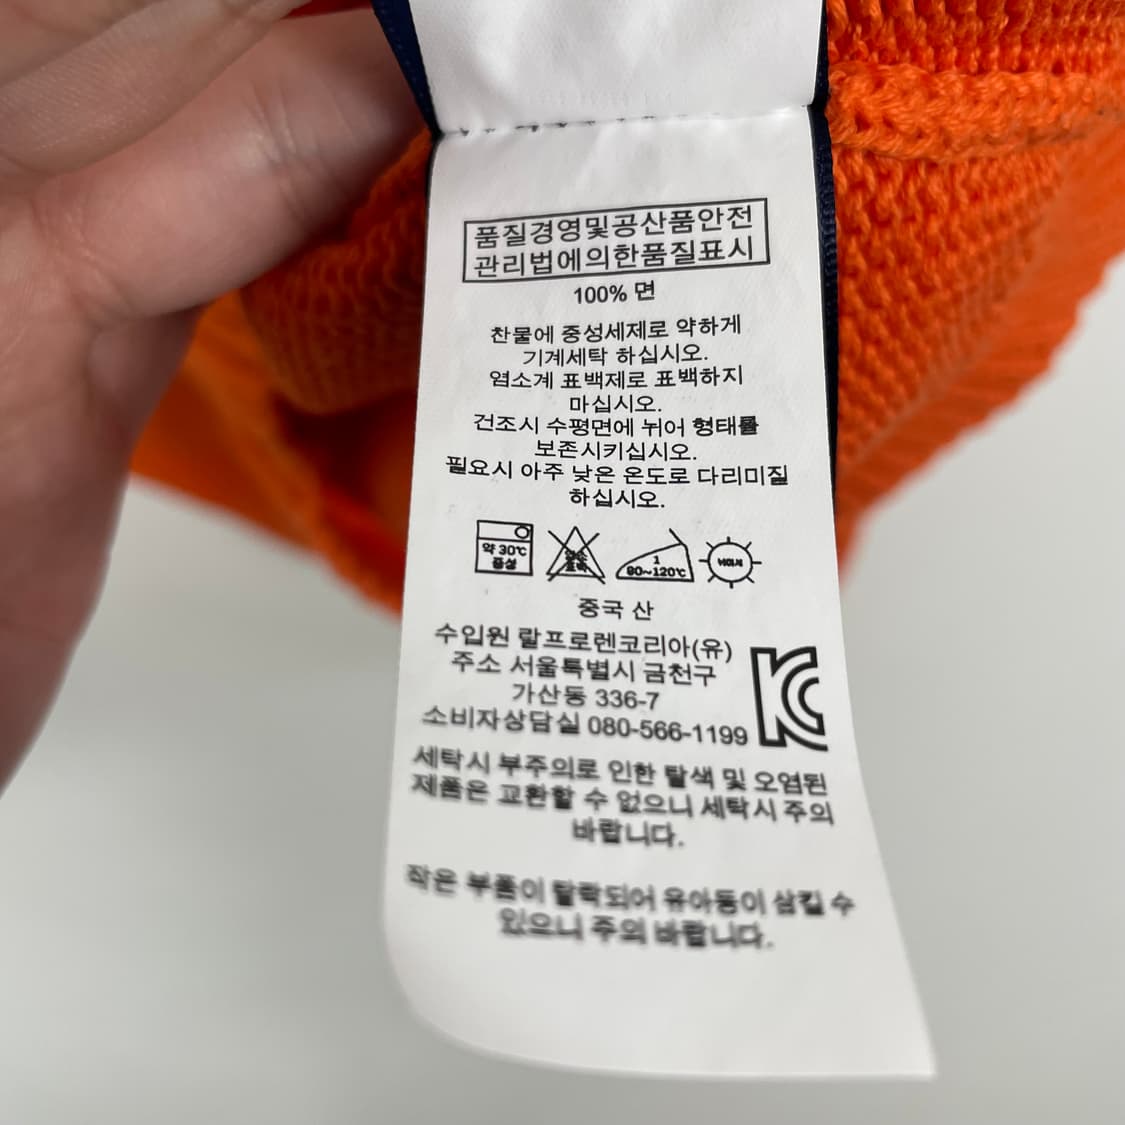 품질경영및공산품안전
관리법에의한품질표시
100% 면
찬물에 중성세제로 약하게
기계세탁 하십시오.
염소계 표백제로 표백하지
마십시오.
건조시 수평면에 뉘어 형태를
보존시키십시오.
필요시 아주 낮은 온도로 다리미질
하십시오.
약 30℃
중성
염소
표백
1
80~120℃
뉘어서
중국 산
수입원 랄프로렌코리아(유)
주소 서울특별시 금천구
가산동 336-7
소비자상담실 080-566-1199
세탁시 부주의로 인한 탈색 및 오염된
제품은 교환할 수 없으니 세탁시 주의
바랍니다.
작은 부품이 탈락되어 유아동이 삼킬 수
있으니 주의 바랍니다.